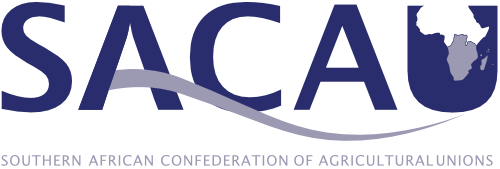 SACAU
SOUTHERN AFRICAN CONFEDERATION OF AGRICULTURAL UNIONS